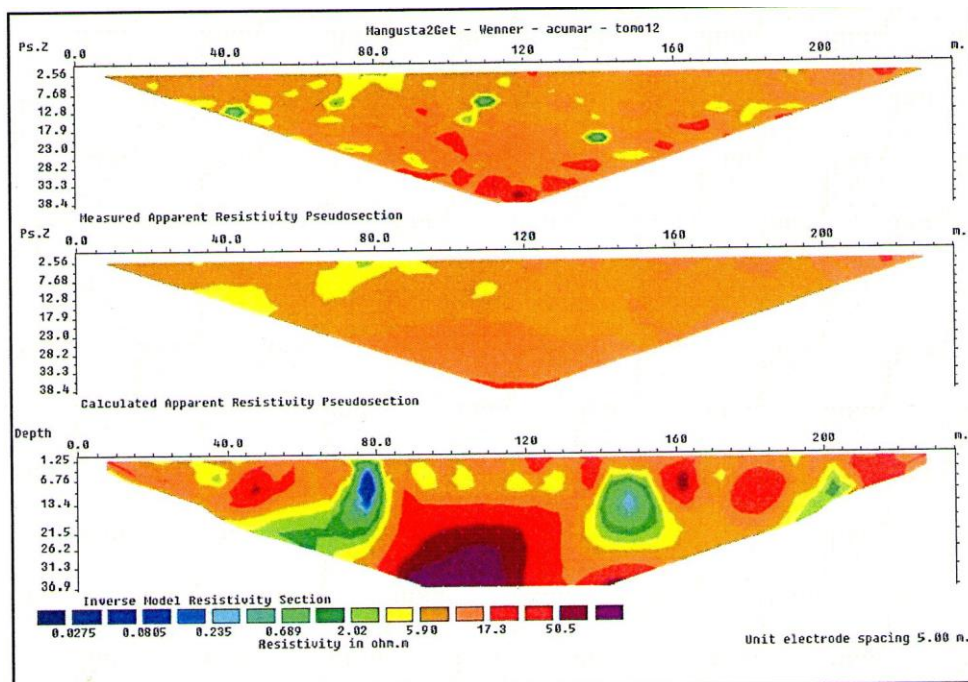 Mangusta2Get - Wenner - acumar - tomo12
Ps.Z 0.0 40.0 80.0 120 160 200 m.
2.56
7.68
12.8
17.9
23.0
28.2
33.3
38.4
Measured Apparent Resistivity Pseudosection
Ps.Z 0.0 40.0 80.0 120 160 200 m.
2.56
7.68
12.8
17.9
23.0
28.2
33.3
38.4
Calculated Apparent Resistivity Pseudosection
Depth 0.0 40.0 80.0 120 160 200 m.
1.25
6.76
13.4
21.5
26.2
31.3
36.9
Inverse Model Resistivity Section
0.0275 0.0805 0.235 0.689 2.02 5.90 17.3 50.5
Resistivity in ohm.m
Unit electrode spacing 5.00 m.